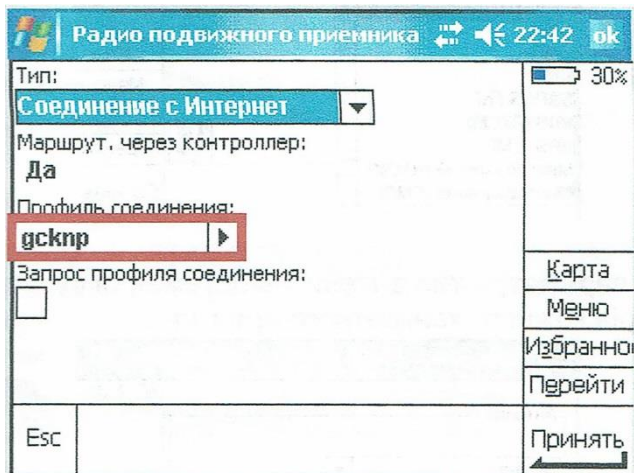 Радио подвижного приемника 22:42 ok
Тип:
30%
Соединение с Интернет
Маршрут. через контроллер:
Да
Профиль соединения:
gcknp
Запрос профиля соединения:
Карта
Меню
Избранно
Перейти
Esc
Принять